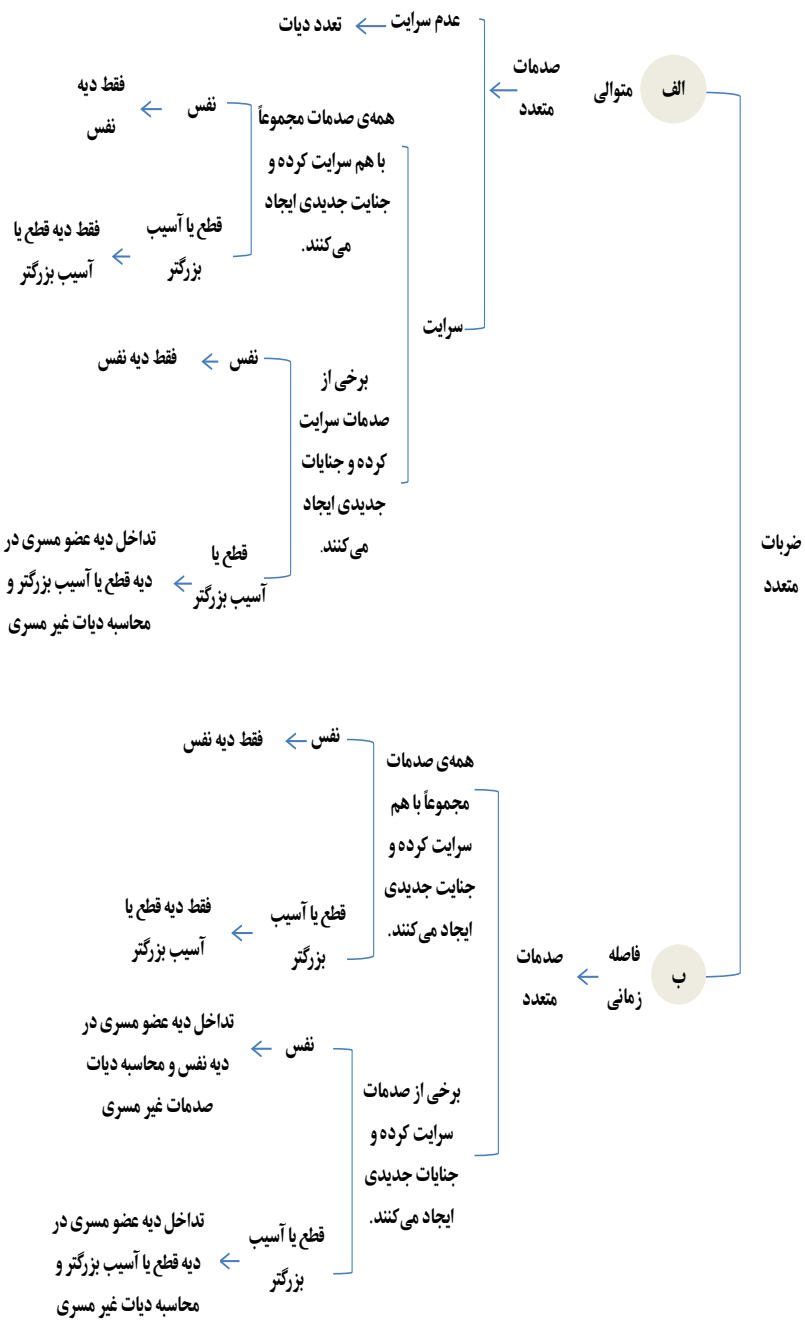 ضربات
متعدد
الف
متوالی
صدمات
متعدد
عدم سرایت
تعدد دیات
سرایت
همه‌ی صدمات مجموعاً
با هم سرایت کرده و
جنایت جدیدی ایجاد
می‌کنند.
نفس
فقط دیه
نفس
قطع یا آسیب
بزرگتر
فقط دیه قطع یا
آسیب بزرگتر
برخی از
صدمات سرایت
کرده و جنایات
جدیدی ایجاد
می‌کنند.
نفس
فقط دیه نفس
قطع یا
آسیب بزرگتر
تداخل دیه عضو مسری در
دیه قطع یا آسیب بزرگتر و
محاسبه دیات غیر مسری
ب
فاصله
زمانی
صدمات
متعدد
همه‌ی صدمات
مجموعاً با هم
سرایت کرده و
جنایت جدیدی
ایجاد می‌کنند.
نفس
فقط دیه نفس
قطع یا آسیب
بزرگتر
فقط دیه قطع یا
آسیب بزرگتر
برخی از صدمات
سرایت کرده و
جنایات جدیدی
ایجاد می‌کنند.
نفس
تداخل دیه عضو مسری در
دیه نفس و محاسبه دیات
صدمات غیر مسری
قطع یا آسیب
بزرگتر
تداخل دیه عضو مسری در
دیه قطع یا آسیب بزرگتر و
محاسبه دیات غیر مسری